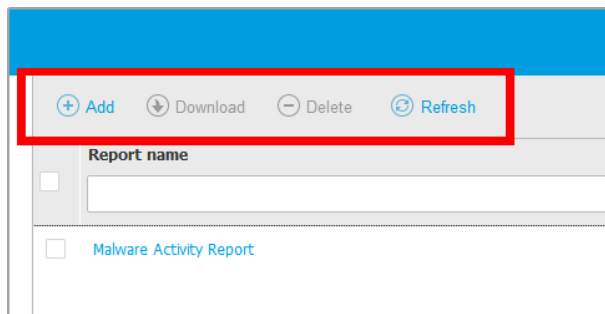 Add Download Delete Refresh
Report name
Malware Activity Report